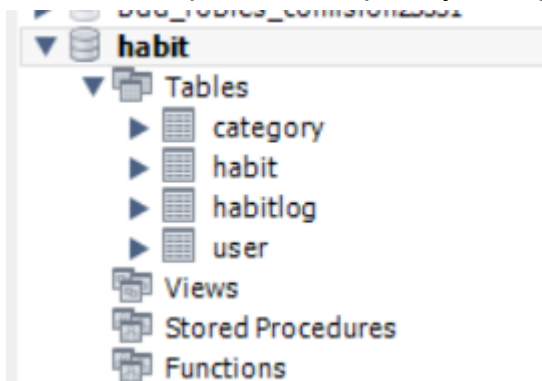 habit
Tables
category
habit
habitlog
user
Views
Stored Procedures
Functions